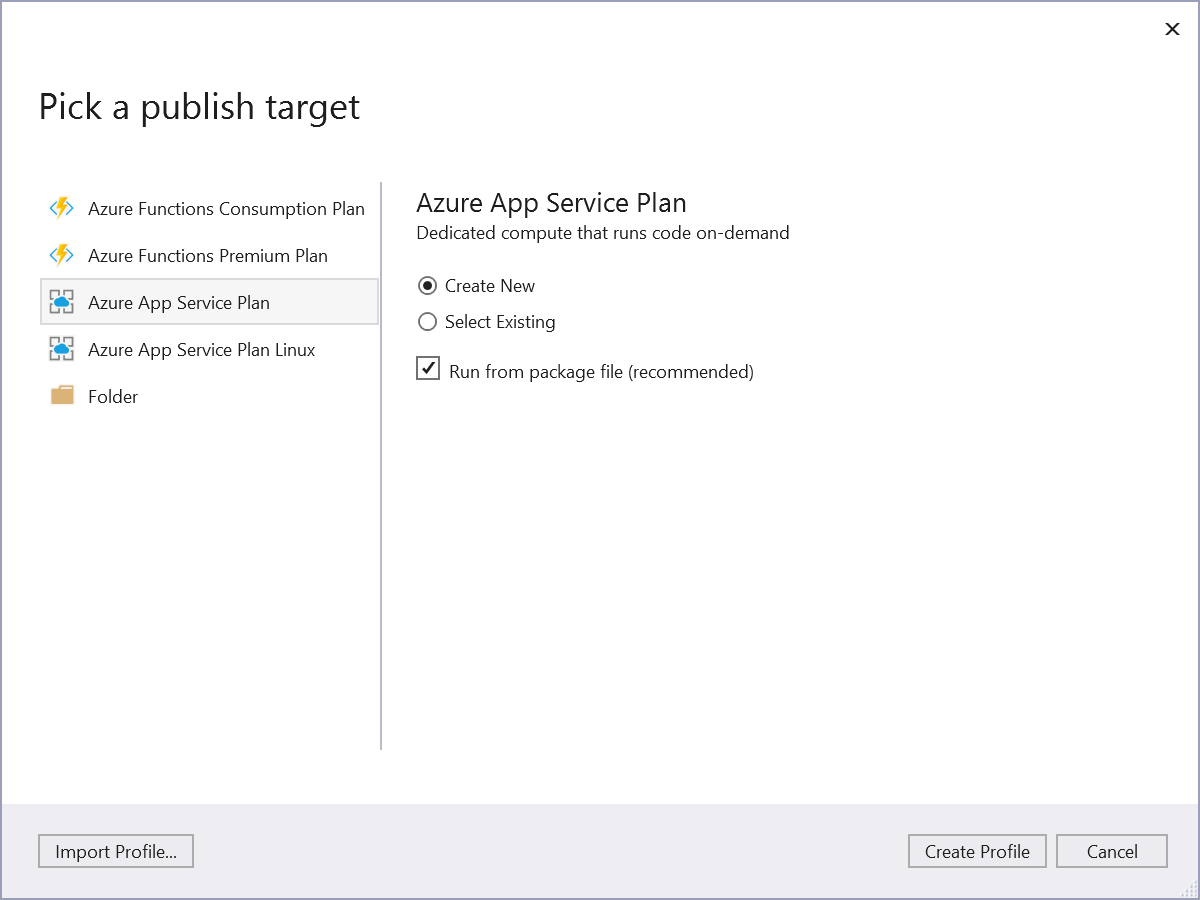 Pick a publish target
Azure Functions Consumption Plan
Azure Functions Premium Plan
Azure App Service Plan
Azure App Service Plan Linux
Folder
Azure App Service Plan
Dedicated compute that runs code on-demand
Create New
Select Existing
Run from package file (recommended)
Import Profile...
Create Profile
Cancel